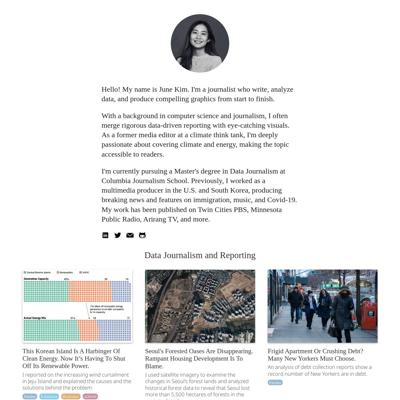 Hello! My name is June Kim. I'm a journalist who write, analyze
data, and produce compelling graphics from start to finish.
With a background in computer science and journalism, I often
merge rigorous data-driven reporting with eye-catching visuals.
As a former media editor at a climate think tank, I'm deeply
passionate about covering climate and energy, making the topic
accessible to readers.
I'm currently pursuing a Master's degree in Data Journalism at
Columbia Journalism School. Previously, I worked as a
multimedia producer in the U.S. and South Korea, producing
breaking news and features on immigration, music, and Covid-19.
My work has been published on Twin Cities PBS, Minnesota
Public Radio, Arirang TV, and more.
Data Journalism and Reporting
Generation Capacity
Actual Energy Mix
This Korean Island Is A Harbinger Of
Clean Energy. Now It's Having To Shut
Off Its Renewable Power.
I reported on the increasing wind curtailment
in Jeju Island and explained the causes and the
solutions behind the problem
Seoul's Forested Oases Are Disappearing.
Rampant Housing Development Is To
Blame.
I used satellite imagery to examine the
changes in Seoul's forest lands and analyzed
historical forest data to reveal that Seoul lost
more than 5,500 hectares of forests in the
Frigid Apartment Or Crushing Debt?
Many New Yorkers Must Choose.
An analysis of debt collection reports show a
record number of New Yorkers are in debt.